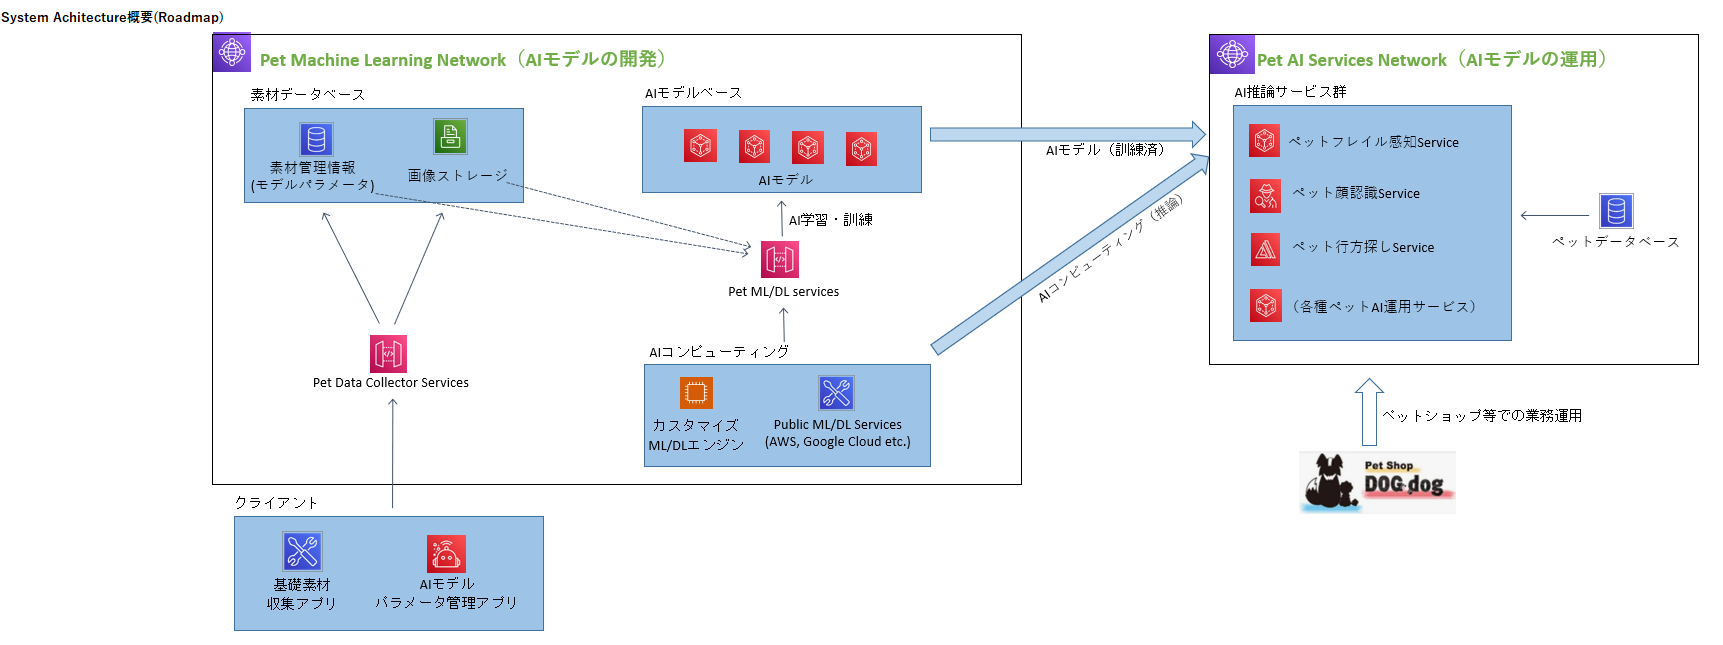 System Achitecture概要(Roadmap)
Pet Machine Learning Network（AIモデルの開発）
素材データベース
素材管理情報
(モデルパラメータ)
画像ストレージ
AIモデルベース
AIモデル
AI学習・訓練
Pet ML/DL services
Pet Data Collector Services
AIコンピューティング
カスタマイズ
ML/DLエンジン
Public ML/DL Services
(AWS, Google Cloud etc.)
クライアント
基礎素材
収集アプリ
AIモデル
パラメータ管理アプリ
AIモデル（訓練済）
AIコンピューティング（推論）
Pet AI Services Network（AIモデルの運用）
AI推論サービス群
ペットフレイル感知Service
ペット顔認識Service
ペット行方探しService
（各種ペットAI運用サービス）
ペットデータベース
ペットショップ等での業務運用
Pet Shop
DOG dog